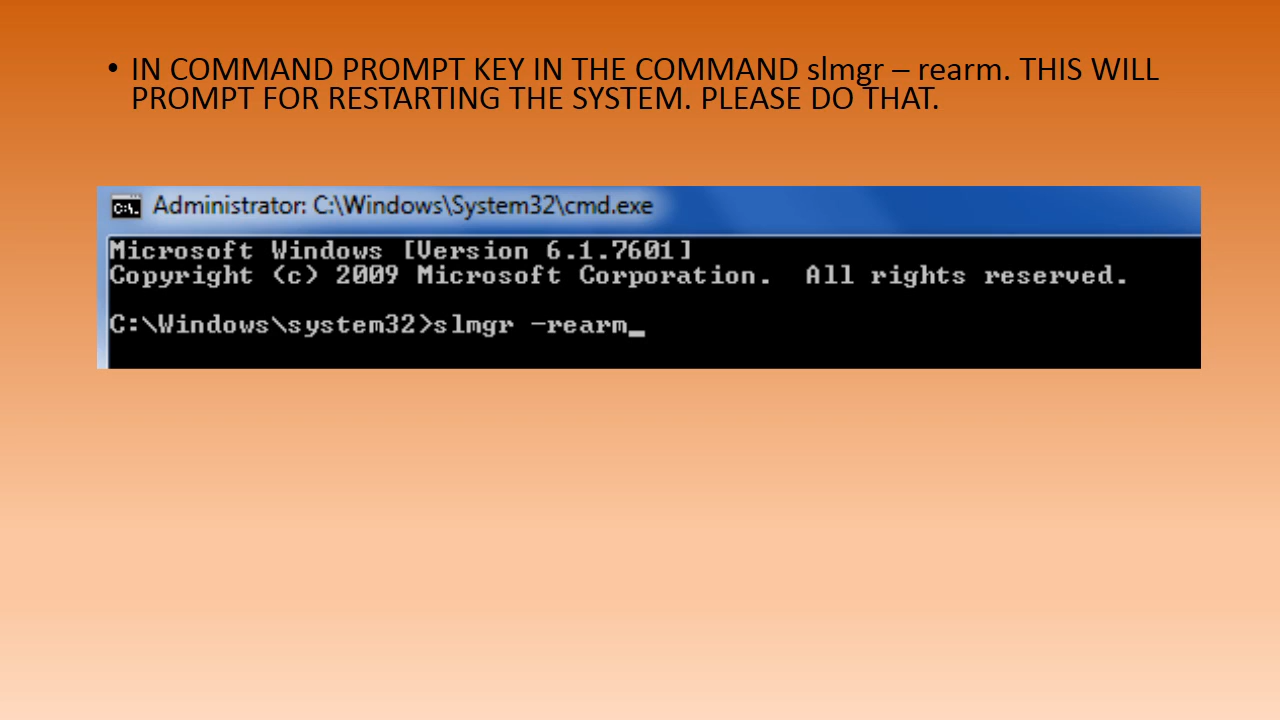 • IN COMMAND PROMPT KEY IN THE COMMAND slmgr – rearm. THIS WILL
PROMPT FOR RESTARTING THE SYSTEM. PLEASE DO THAT.
C:\. Administrator: C:\Windows\System32\cmd.exe
Microsoft Windows [Version 6.1.7601]
Copyright (c) 2009 Microsoft Corporation.  All rights reserved.
C:\Windows\system32>slmgr -rearm_